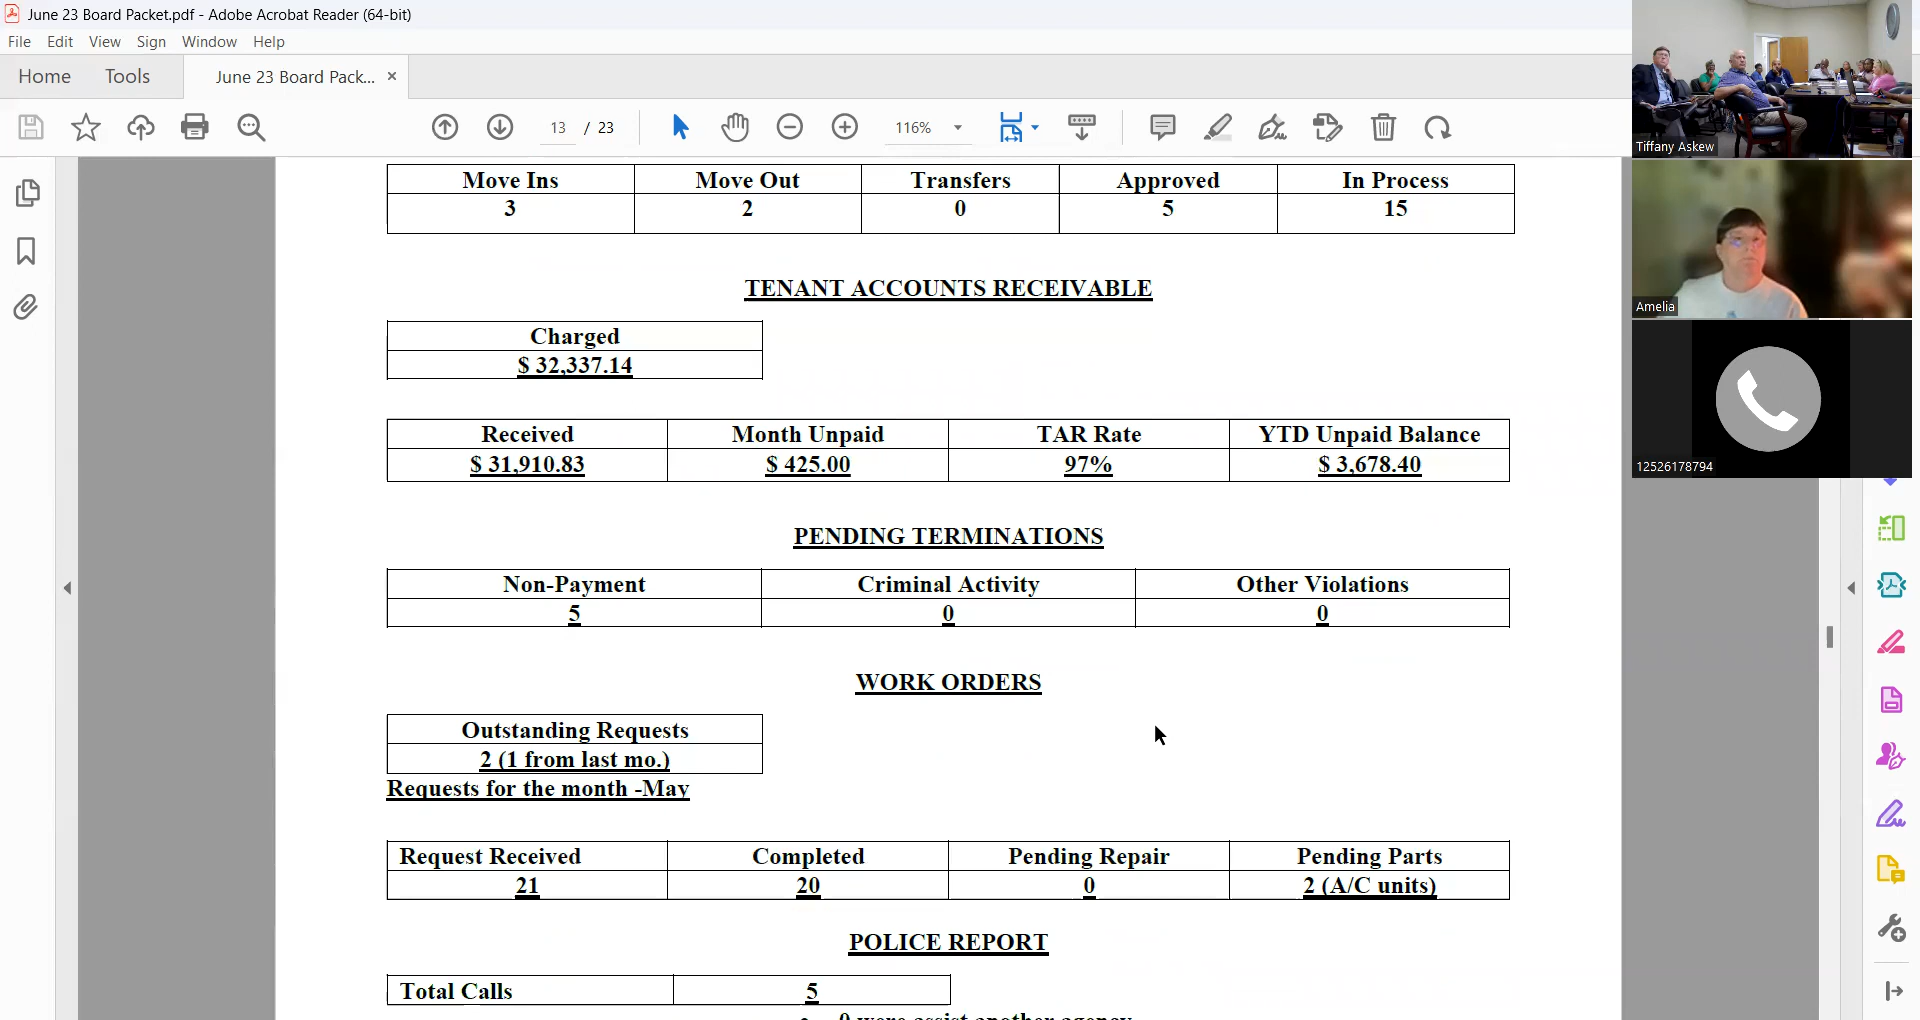 June 23 Board Packet.pdf - Adobe Acrobat Reader (64-bit)
File Edit View Sign Window Help
Home Tools June 23 Board Pack... ×
13 / 23 116%
Tiffany Askew
Amelia
12526178794
Move Ins Move Out Transfers Approved In Process
3 2 0 5 15
TENANT ACCOUNTS RECEIVABLE
Charged
$ 32,337.14
Received Month Unpaid TAR Rate YTD Unpaid Balance
$ 31,910.83 $ 425.00 97% $ 3,678.40
PENDING TERMINATIONS
Non-Payment Criminal Activity Other Violations
5 0 0
WORK ORDERS
Outstanding Requests
2 (1 from last mo.)
Requests for the month -May
Request Received Completed Pending Repair Pending Parts
21 20 0 2 (A/C units)
POLICE REPORT
Total Calls 5
• 0 were assist another agency